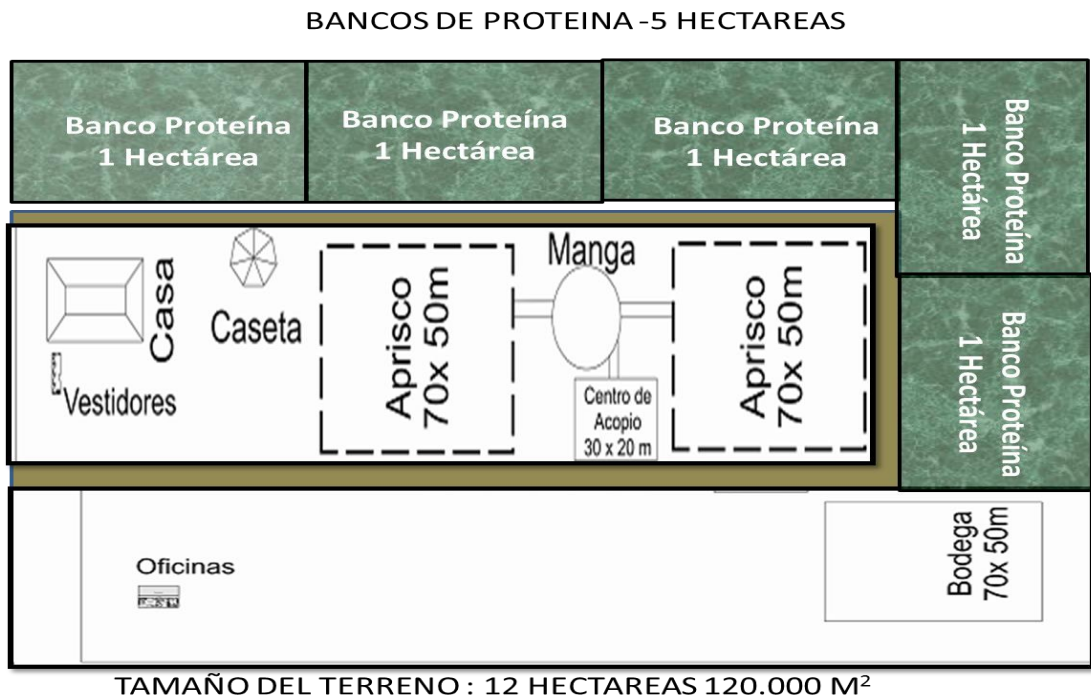 BANCOS DE PROTEINA -5 HECTAREAS
Banco Proteína
1 Hectárea
Banco Proteína
1 Hectárea
Banco Proteína
1 Hectárea
Banco Proteína
1 Hectárea
Casa
Vestidores
Caseta
Aprisco
70x 50m
Manga
Centro de
Acopio
30 x 20 m
Aprisco
70x 50m
Banco Proteína
1 Hectárea
Oficinas
Bodega
70x 50m
TAMAÑO DEL TERRENO : 12 HECTAREAS 120.000 M²